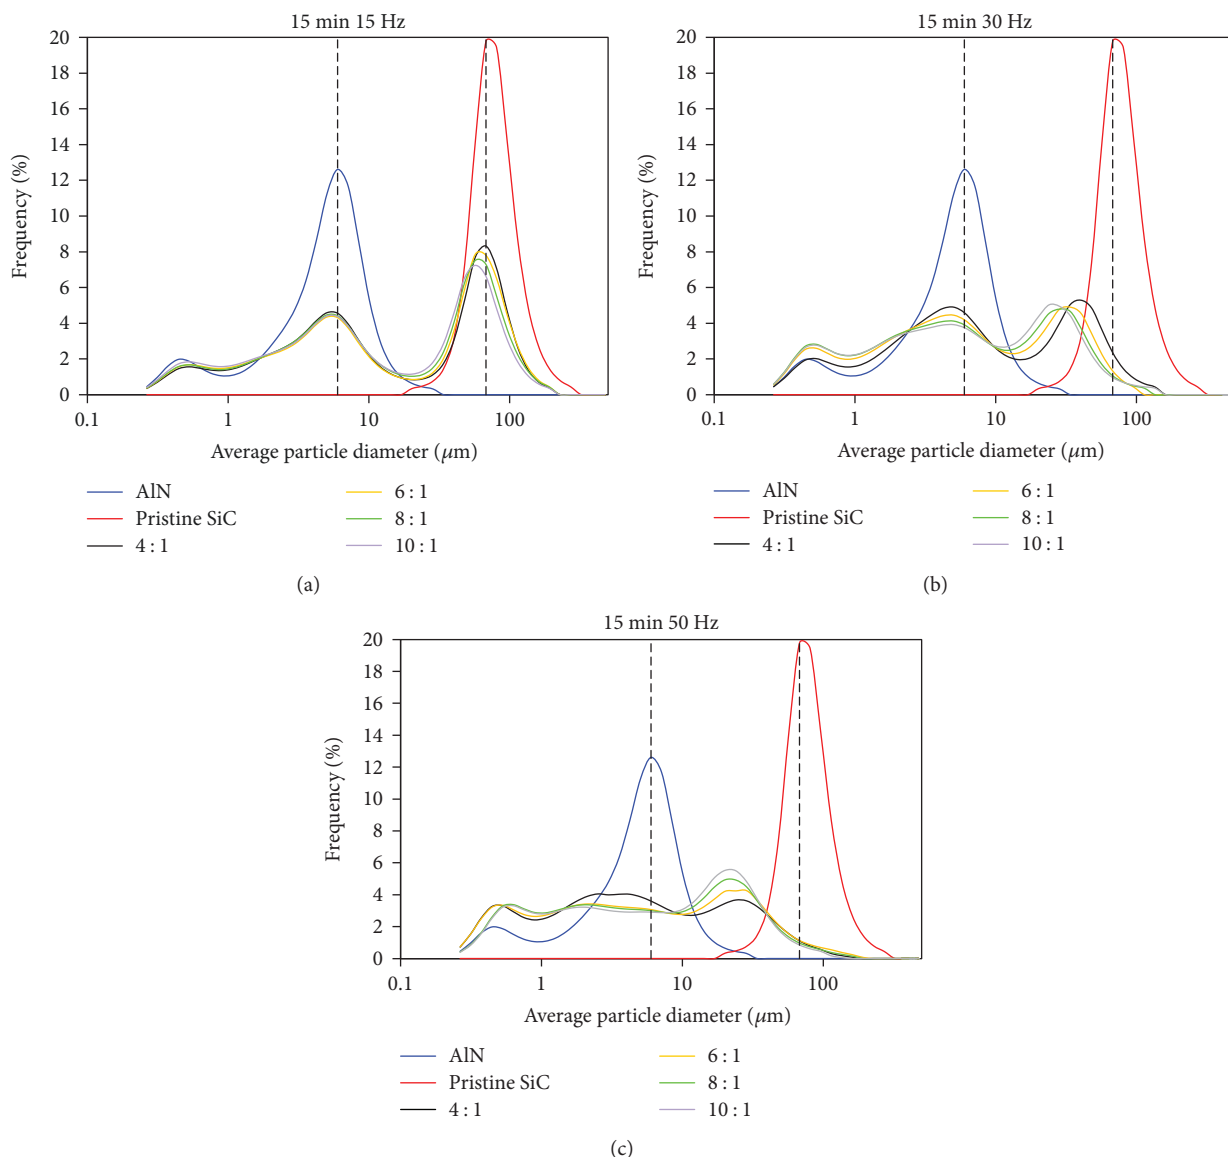 15 min 15 Hz
20
18
16
14
12
10
8
6
4
2
0
Frequency (%)
0.1 1 10 100
Average particle diameter (μm)
AlN
Pristine SiC
4 : 1
6 : 1
8 : 1
10 : 1
(a)
15 min 30 Hz
20
18
16
14
12
10
8
6
4
2
0
Frequency (%)
0.1 1 10 100
Average particle diameter (μm)
AlN
Pristine SiC
4 : 1
6 : 1
8 : 1
10 : 1
(b)
15 min 50 Hz
20
18
16
14
12
10
8
6
4
2
0
Frequency (%)
0.1 1 10 100
Average particle diameter (μm)
AlN
Pristine SiC
4 : 1
6 : 1
8 : 1
10 : 1
(c)